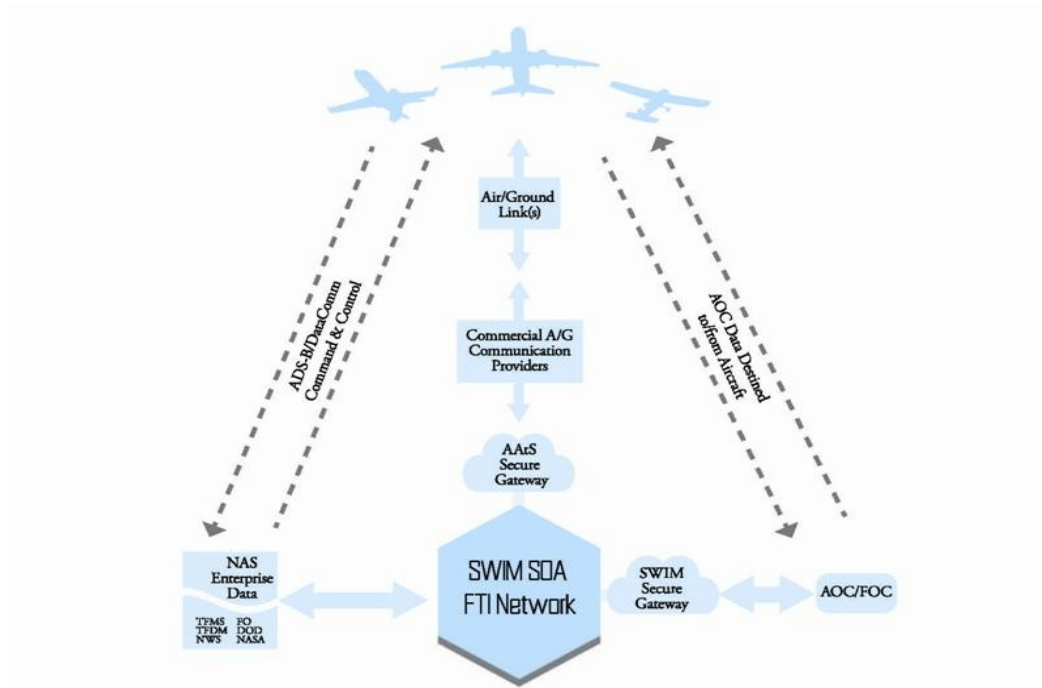 Air/Ground
Link(s)
ADS-B/DataComm
Command & Control
AOC Data Destined
to/from Aircraft
Commercial A/G
Communication
Providers
AAtS
Secure
Gateway
NAS
Enterprise
Data
TFMS FO
TFDM DOD
NWS NASA
SWIM SOA
FTI Network
SWIM
Secure
Gateway
AOC/FOC